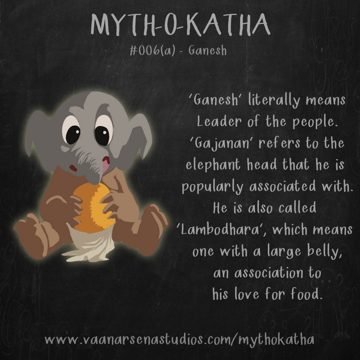 MYTH-O-KATHA
#006(a) - Ganesh
'Ganesh' literally means
Leader of the people.
'Gajanan' refers to the
elephant head that he is
popularly associated with.
He is also called
'Lambodhara', which means
one with a large belly,
an association to
his love for food.
www.vaanarsenastudios.com/mythokatha